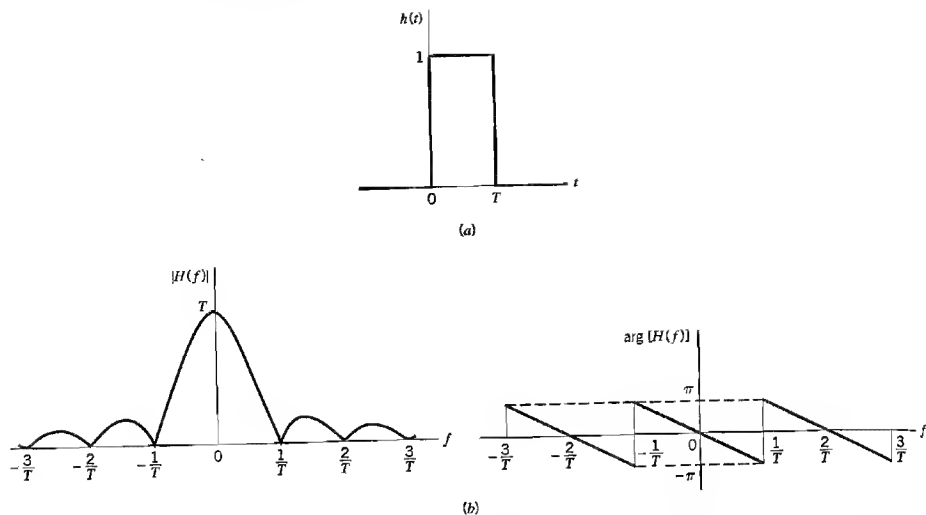 h(t)
1
0
T
t
(a)
|H(f)|
T
-3/T
-2/T
-1/T
0
1/T
2/T
3/T
f
arg [H(f)]
π
-3/T
-2/T
-1/T
0
1/T
2/T
3/T
f
-π
(b)